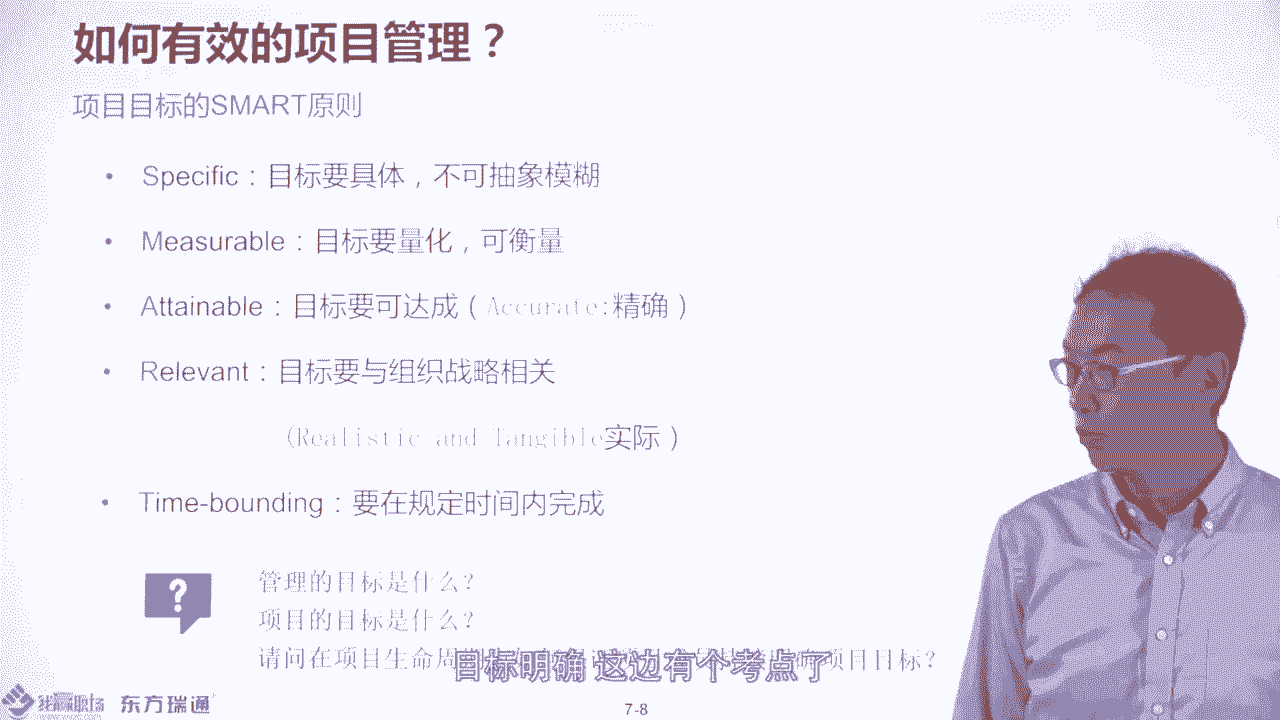 如何有效的项目管理？
项目目标的SMART原则
• Specific：目标要具体，不可抽象模糊
• Measurable：目标要量化，可衡量
• Attainable：目标要可达成（Accurate:精确）
• Relevant：目标要与组织战略相关
(Realistic and Tangible实际）
• Time-bounding：要在规定时间内完成
?
管理的目标是什么?
项目的目标是什么?
请问在项目生命周 项目目标?
目标明确 这边有个考点了
东方瑞通
7-8